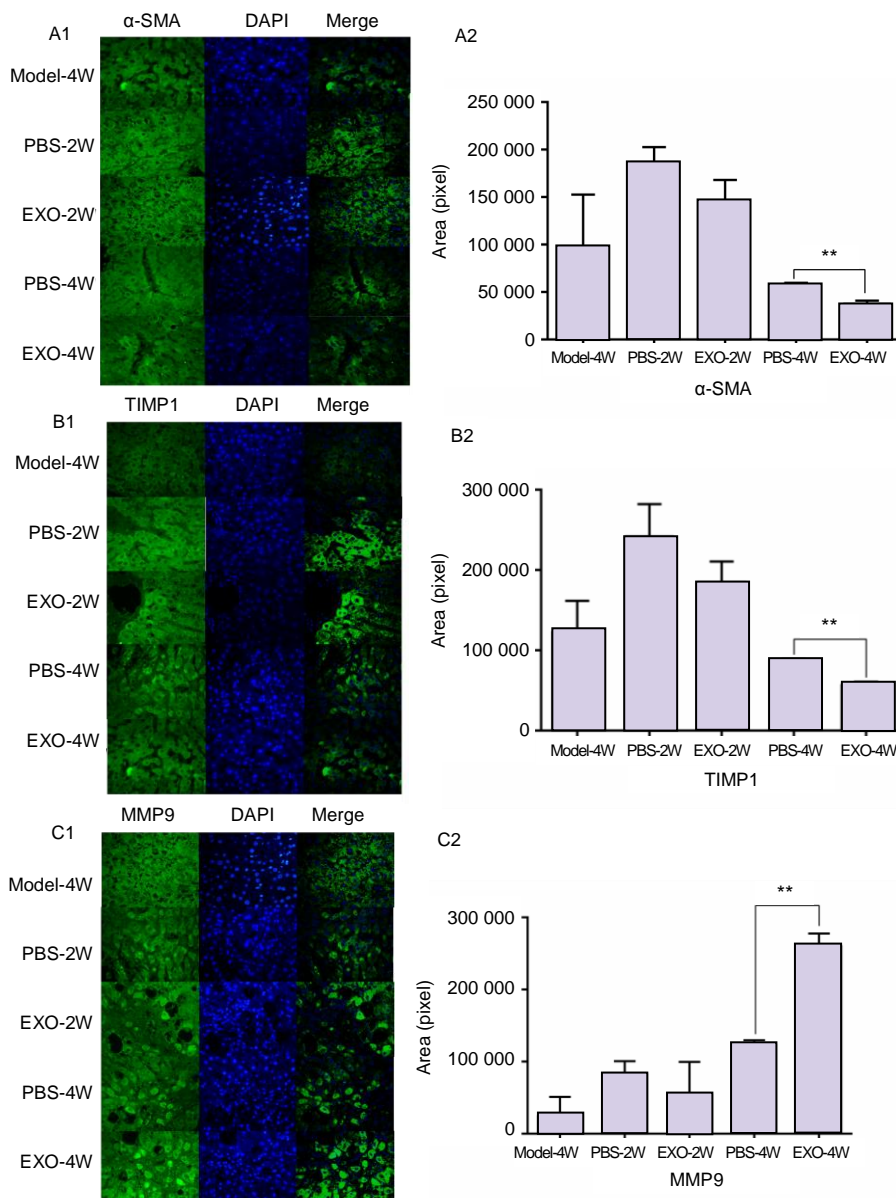 A1
α-SMA DAPI Merge
Model-4W
PBS-2W
EXO-2W
PBS-4W
EXO-4W
A2
250 000
200 000
150 000
100 000
50 000
0
Area (pixel)
**
Model-4W PBS-2W EXO-2W PBS-4W EXO-4W
α-SMA
B1
TIMP1 DAPI Merge
Model-4W
PBS-2W
EXO-2W
PBS-4W
EXO-4W
B2
300 000
200 000
100 000
0
Area (pixel)
**
Model-4W PBS-2W EXO-2W PBS-4W EXO-4W
TIMP1
C1
MMP9 DAPI Merge
Model-4W
PBS-2W
EXO-2W
PBS-4W
EXO-4W
C2
300 000
200 000
100 000
0
Area (pixel)
**
Model-4W PBS-2W EXO-2W PBS-4W EXO-4W
MMP9